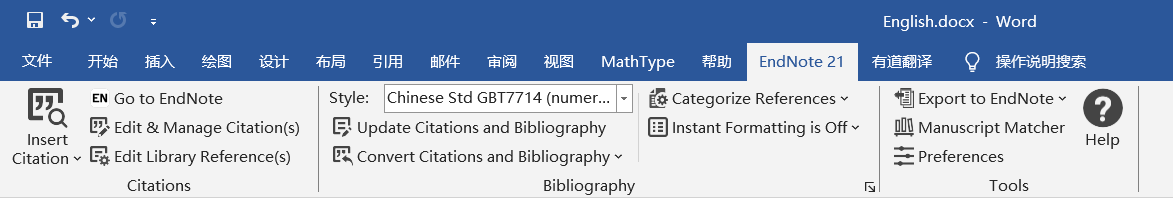 English.docx - Word
文件 开始 插入 绘图 设计 布局 引用 邮件 审阅 视图 MathType 帮助 EndNote 21 有道翻译 操作说明搜索
Insert Citation
EN Go to EndNote
Edit & Manage Citation(s)
Edit Library Reference(s)
Citations
Style: Chinese Std GBT7714 (numer...
Update Citations and Bibliography
Convert Citations and Bibliography
Categorize References
Instant Formatting is Off
Bibliography
Export to EndNote
Manuscript Matcher
Preferences
Help
Tools